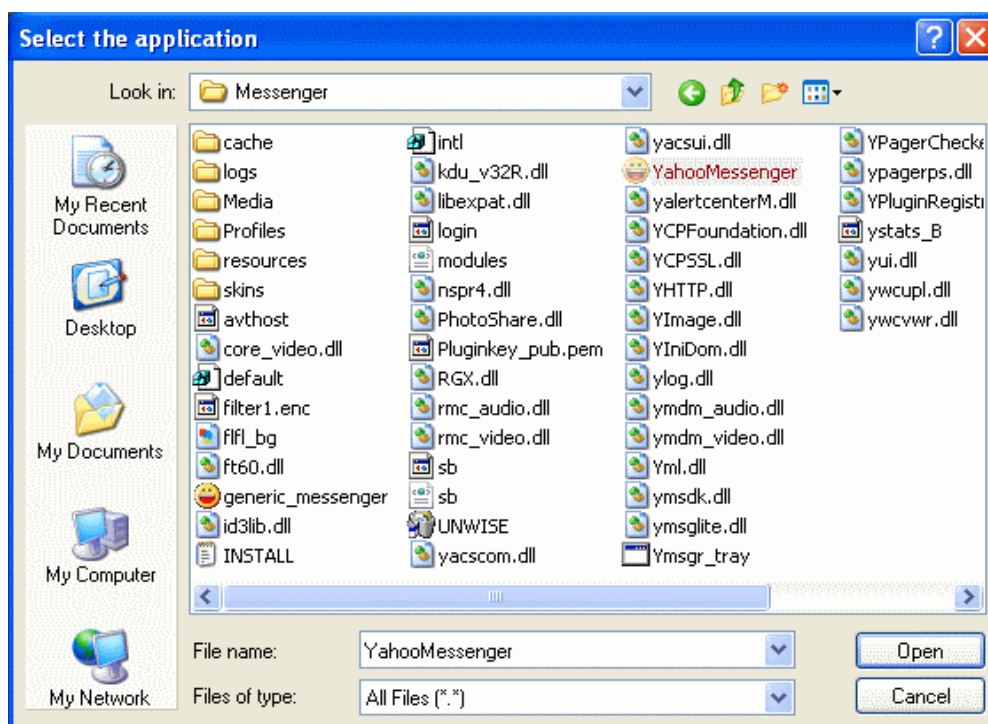 Select the application
Look in:
Messenger
My Recent
Documents
Desktop
My Documents
My Computer
My Network
cache
logs
Media
Profiles
resources
skins
avthost
core_video.dll
default
filter1.enc
flfl_bg
ft60.dll
generic_messenger
id3lib.dll
INSTALL
intl
kdu_v32R.dll
libexpat.dll
login
modules
nspr4.dll
PhotoShare.dll
Pluginkey_pub.pem
RGX.dll
rmc_audio.dll
rmc_video.dll
sb
sb
UNWISE
yacscom.dll
yacsui.dll
YahooMessenger
yalertcenterM.dll
YCPFoundation.dll
YCPSSL.dll
YHTTP.dll
YImage.dll
YIniDom.dll
ylog.dll
ymdm_audio.dll
ymdm_video.dll
Yml.dll
ymsdk.dll
ymsglite.dll
Ymsgr_tray
YPagerChecke
ypagerps.dll
YPluginRegistr
ystats_B
yui.dll
ywcupl.dll
ywcvwr.dll
File name:
YahooMessenger
Open
Files of type:
All Files (*.*)
Cancel